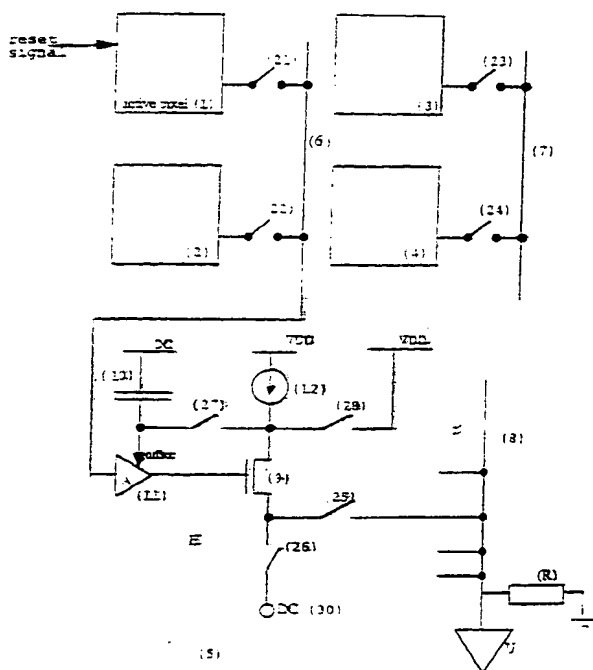 reset
signal
(21)
(23)
active pixel (1)
(3)
(6)
(7)
22)
(24)
(2)
(4)
DC
VDD
VDD
(13)
(27)
(12)
(28)
(8)
(9)
(11)
25)
(26)
(R)
DC (30)
(5)